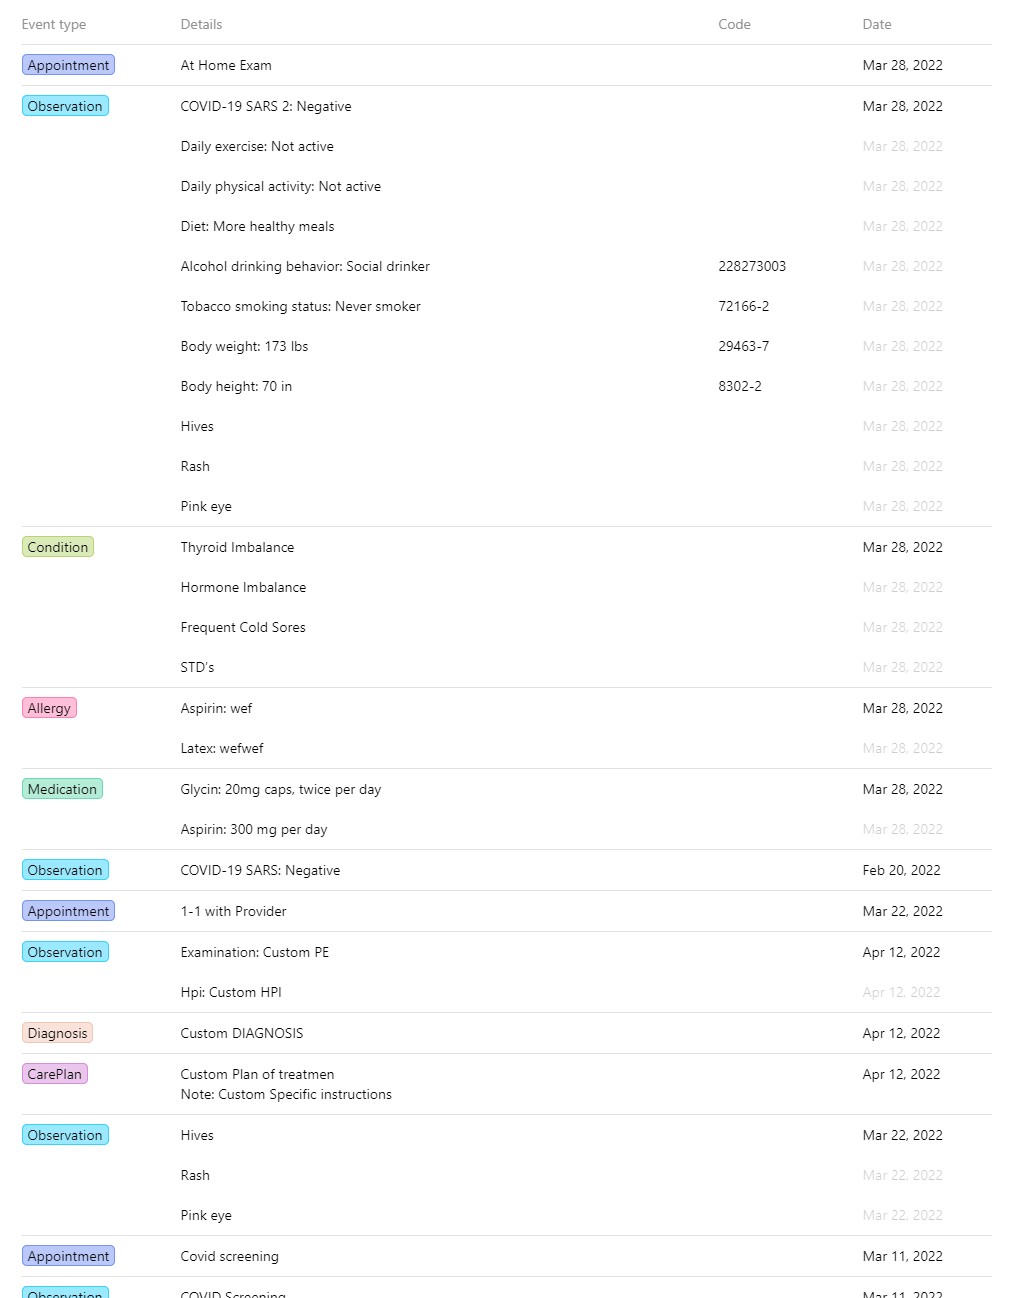 Event type Details Code Date
Appointment At Home Exam Mar 28, 2022
Observation COVID-19 SARS 2: Negative Mar 28, 2022
Daily exercise: Not active Mar 28, 2022
Daily physical activity: Not active Mar 28, 2022
Diet: More healthy meals Mar 28, 2022
Alcohol drinking behavior: Social drinker 228273003 Mar 28, 2022
Tobacco smoking status: Never smoker 72166-2 Mar 28, 2022
Body weight: 173 lbs 29463-7 Mar 28, 2022
Body height: 70 in 8302-2 Mar 28, 2022
Hives Mar 28, 2022
Rash Mar 28, 2022
Pink eye Mar 28, 2022
Condition Thyroid Imbalance Mar 28, 2022
Hormone Imbalance Mar 28, 2022
Frequent Cold Sores Mar 28, 2022
STD's Mar 28, 2022
Allergy Aspirin: wef Mar 28, 2022
Latex: wefwef Mar 28, 2022
Medication Glycin: 20mg caps, twice per day Mar 28, 2022
Aspirin: 300 mg per day Mar 28, 2022
Observation COVID-19 SARS: Negative Feb 20, 2022
Appointment 1-1 with Provider Mar 22, 2022
Observation Examination: Custom PE Apr 12, 2022
Hpi: Custom HPI Apr 12, 2022
Diagnosis Custom DIAGNOSIS Apr 12, 2022
CarePlan Custom Plan of treatmen Apr 12, 2022
Note: Custom Specific instructions
Observation Hives Mar 22, 2022
Rash Mar 22, 2022
Pink eye Mar 22, 2022
Appointment Covid screening Mar 11, 2022
Observation COVID Screening Mar 11, 2022